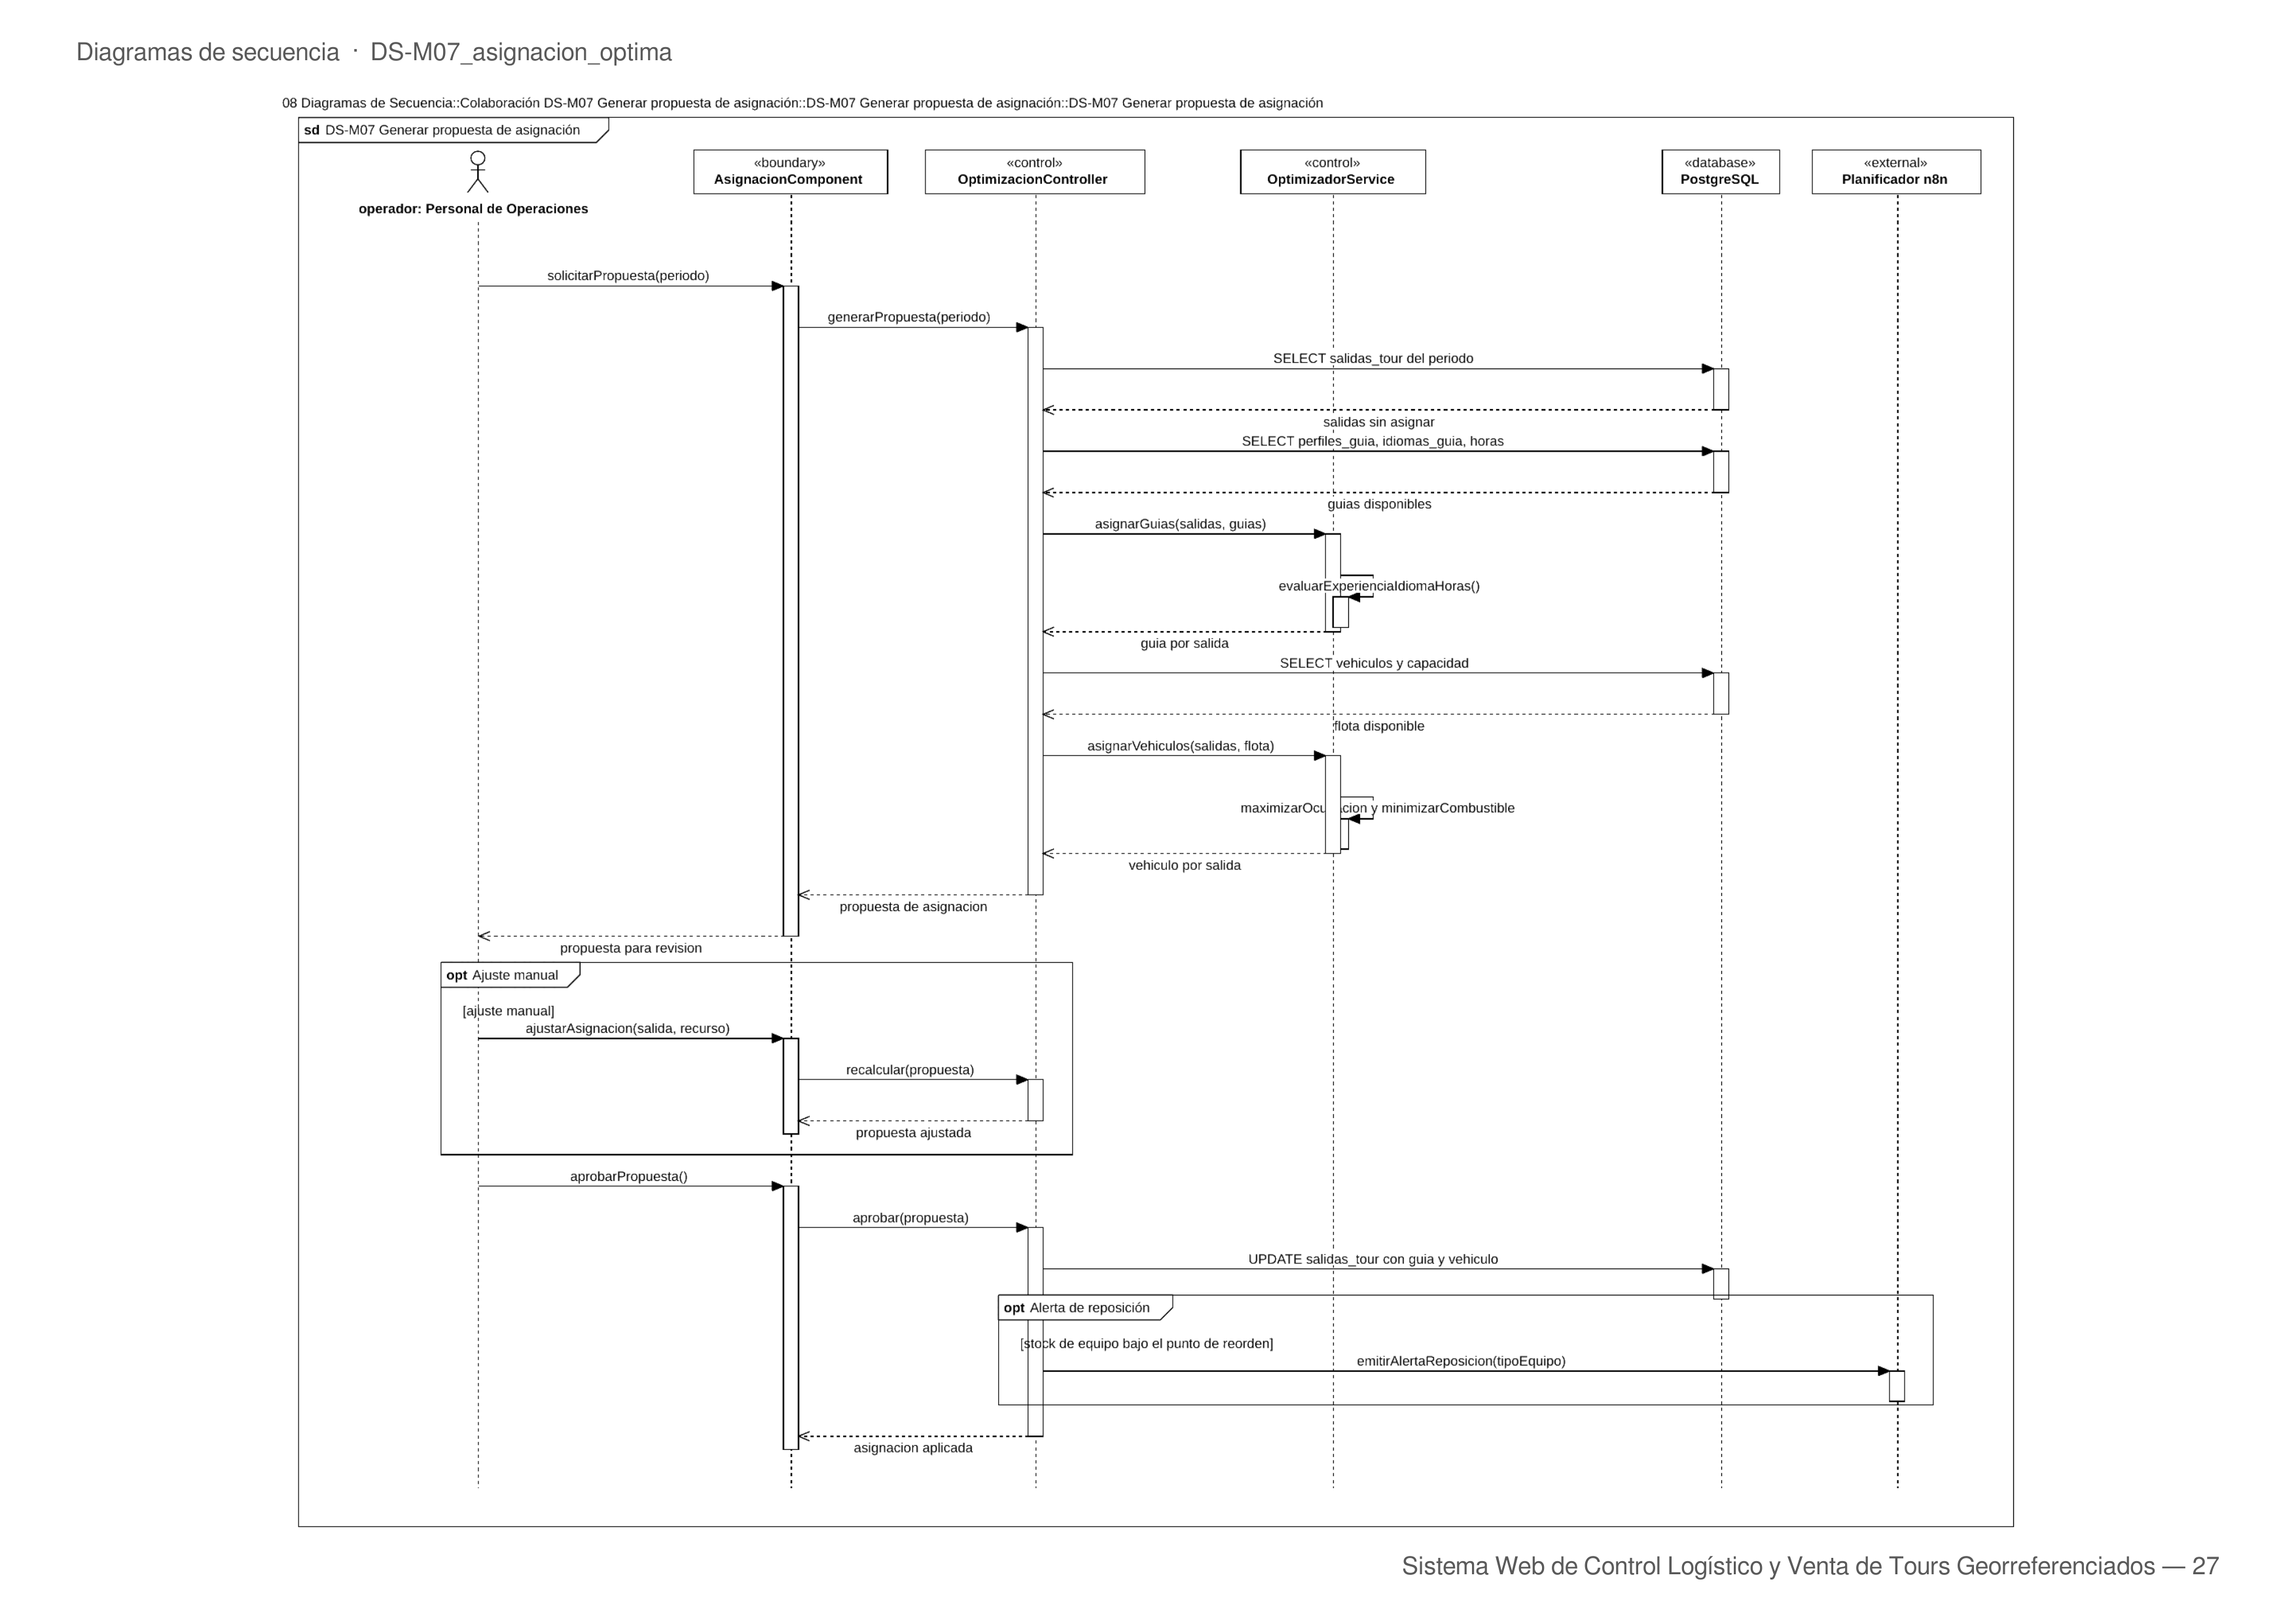 Diagramas de secuencia · DS-M07_asignacion_optima
08 Diagramas de Secuencia::Colaboración DS-M07 Generar propuesta de asignación::DS-M07 Generar propuesta de asignación::DS-M07 Generar propuesta de asignación
sd DS-M07 Generar propuesta de asignación
operador: Personal de Operaciones
«boundary»
AsignacionComponent
«control»
OptimizacionController
«control»
OptimizadorService
«database»
PostgreSQL
«external»
Planificador n8n
solicitarPropuesta(periodo)
generarPropuesta(periodo)
SELECT salidas_tour del periodo
salidas sin asignar
SELECT perfiles_guia, idiomas_guia, horas
guias disponibles
asignarGuias(salidas, guias)
evaluarExperienciaIdiomaHoras()
guia por salida
SELECT vehiculos y capacidad
flota disponible
asignarVehiculos(salidas, flota)
maximizarOcupacion y minimizarCombustible
vehiculo por salida
propuesta de asignacion
propuesta para revision
opt Ajuste manual
[ajuste manual]
ajustarAsignacion(salida, recurso)
recalcular(propuesta)
propuesta ajustada
aprobarPropuesta()
aprobar(propuesta)
UPDATE salidas_tour con guia y vehiculo
opt Alerta de reposición
[stock de equipo bajo el punto de reorden]
emitirAlertaReposicion(tipoEquipo)
asignacion aplicada
Sistema Web de Control Logístico y Venta de Tours Georreferenciados — 27